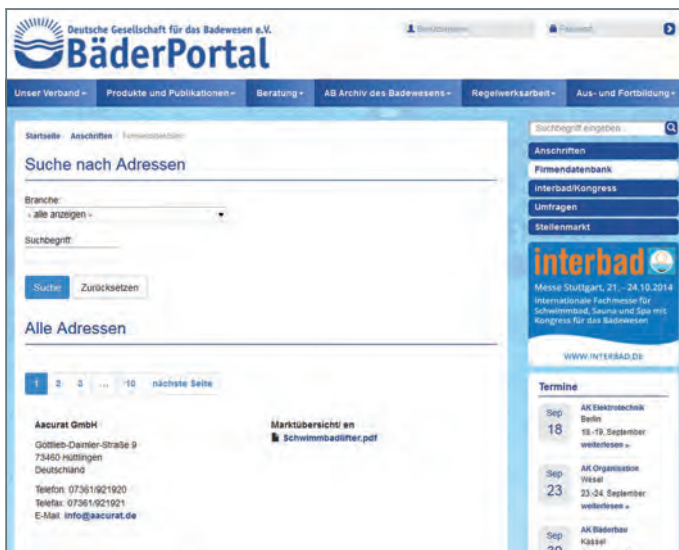 Deutsche Gesellschaft für das Badewesen e.V.
BäderPortal
Benutzername
Passwort
Unser Verband
Produkte und Publikationen
Beratung
AB Archiv des Badewesens
Regelwerksarbeit
Aus- und Fortbildung
Startseite Anschriften Firmendatenbank
Suche nach Adressen
Branche:
- alle anzeigen -
Suchbegriff:
Suche Zurücksetzen
Alle Adressen
1 2 3 ... 10 nächste Seite
Aacurat GmbH
Gottlieb-Daimler-Straße 9
73460 Hüttlingen
Deutschland
Telefon: 07361/921920
Telefax: 07361/921921
E-Mail: info@aacurat.de
Marktübersicht/ en
Schwimmbadlifter.pdf
Suchbegriff eingeben
Anschriften
Firmendatenbank
interbad/Kongress
Umfragen
Stellenmarkt
interbad
Messe Stuttgart, 21. - 24.10.2014
Internationale Fachmesse für
Schwimmbad, Sauna und Spa mit
Kongress für das Badewesen
WWW.INTERBAD.DE
Termine
Sep
18
AK Elektrotechnik
Berlin
18.-19. September
weiterlesen »
Sep
23
AK Organisation
Wesel
23.-24. September
weiterlesen »
Sep
AK Bäderbau
Kassel